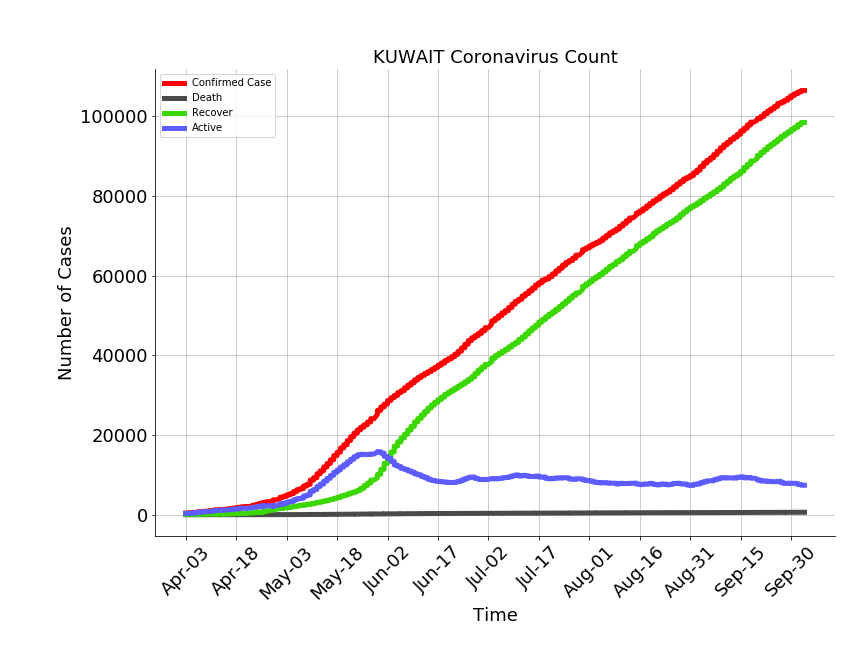 KUWAIT Coronavirus Count
Confirmed Case
Death
Recover
Active
100000
80000
60000
40000
20000
0
Number of Cases
Apr-03
Apr-18
May-03
May-18
Jun-02
Jun-17
Jul-02
Jul-17
Aug-01
Aug-16
Aug-31
Sep-15
Sep-30
Time